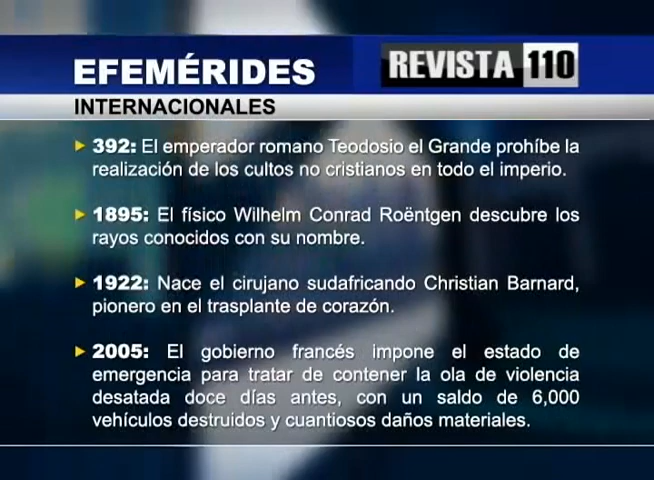 EFEMÉRIDES
REVISTA 110
INTERNACIONALES
392: El emperador romano Teodosio el Grande prohíbe la
realización de los cultos no cristianos en todo el imperio.
1895: El físico Wilhelm Conrad Roëntgen descubre los
rayos conocidos con su nombre.
1922: Nace el cirujano sudafricando Christian Barnard,
pionero en el trasplante de corazón.
2005: El gobierno francés impone el estado de
emergencia para tratar de contener la ola de violencia
desatada doce días antes, con un saldo de 6,000
vehículos destruidos y cuantiosos daños materiales.